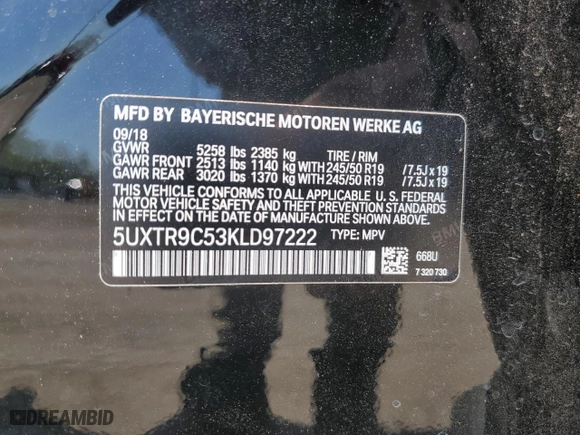 MFD BY BAYERISCHE MOTOREN WERKE AG
09/18
GVWR 5258 lbs 2385 kg TIRE / RIM
GAWR FRONT 2513 lbs 1140 kg WITH 245/50 R19 / 7.5J x 19
GAWR REAR 3020 lbs 1370 kg WITH 245/50 R19 / 7.5J x 19
THIS VEHICLE CONFORMS TO ALL APPLICABLE U. S. FEDERAL
MOTOR VEHICLE SAFETY, BUMPER, AND THEFT PREVENTION STANDARDS
IN EFFECT ON THE DATE OF MANUFACTURE SHOWN ABOVE.
5UXTR9C53KLD97222 TYPE: MPV
668U
7 320 730
DREAMBID